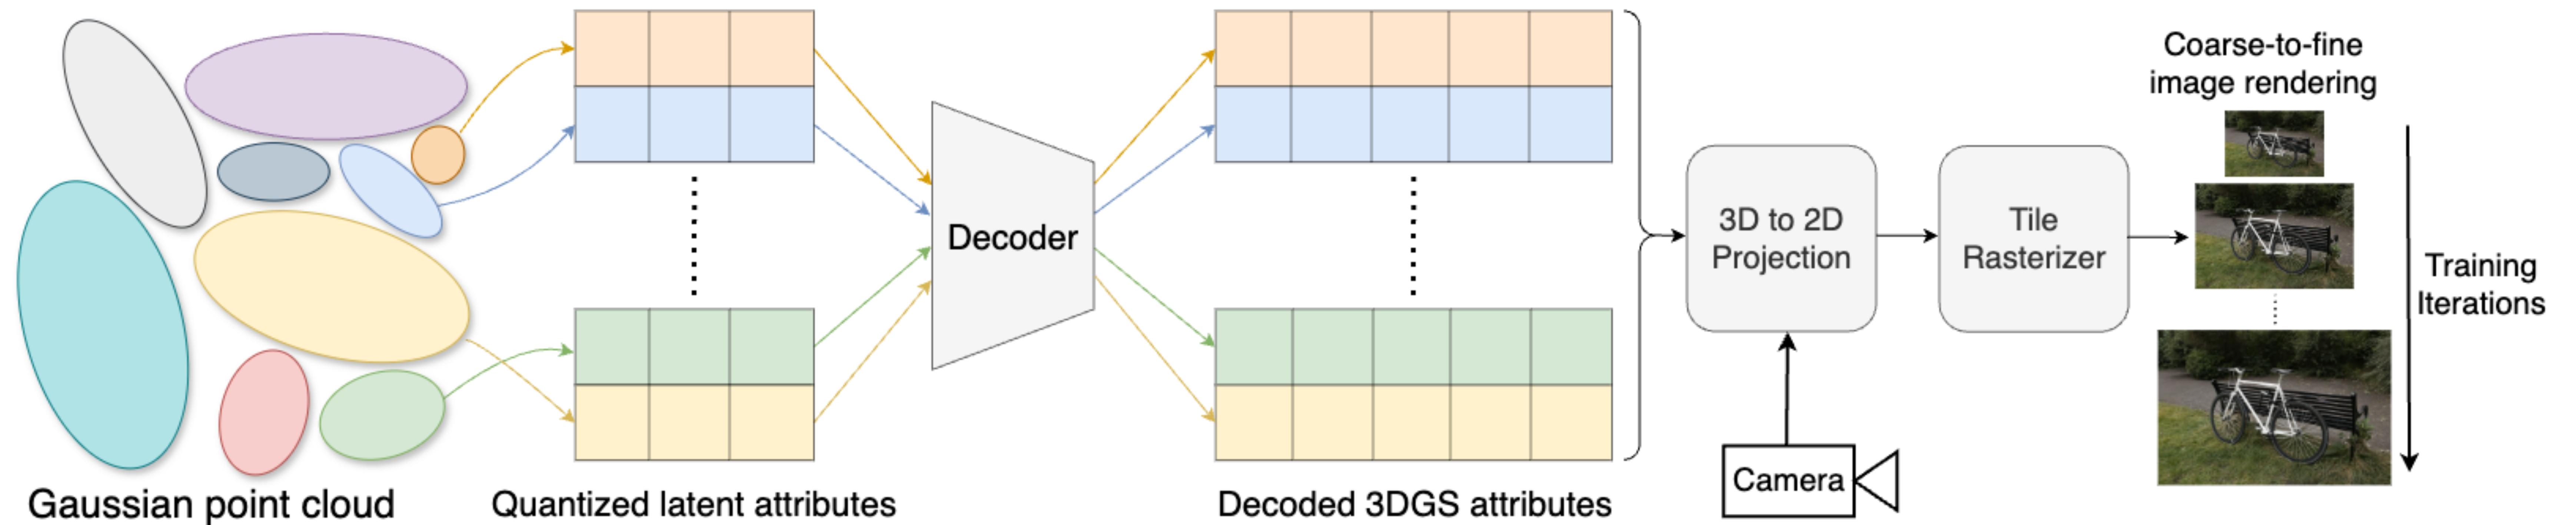 Gaussian point cloud
Quantized latent attributes
Decoder
Decoded 3DGS attributes
3D to 2D
Projection
Camera
Tile
Rasterizer
Coarse-to-fine
image rendering
Training
Iterations